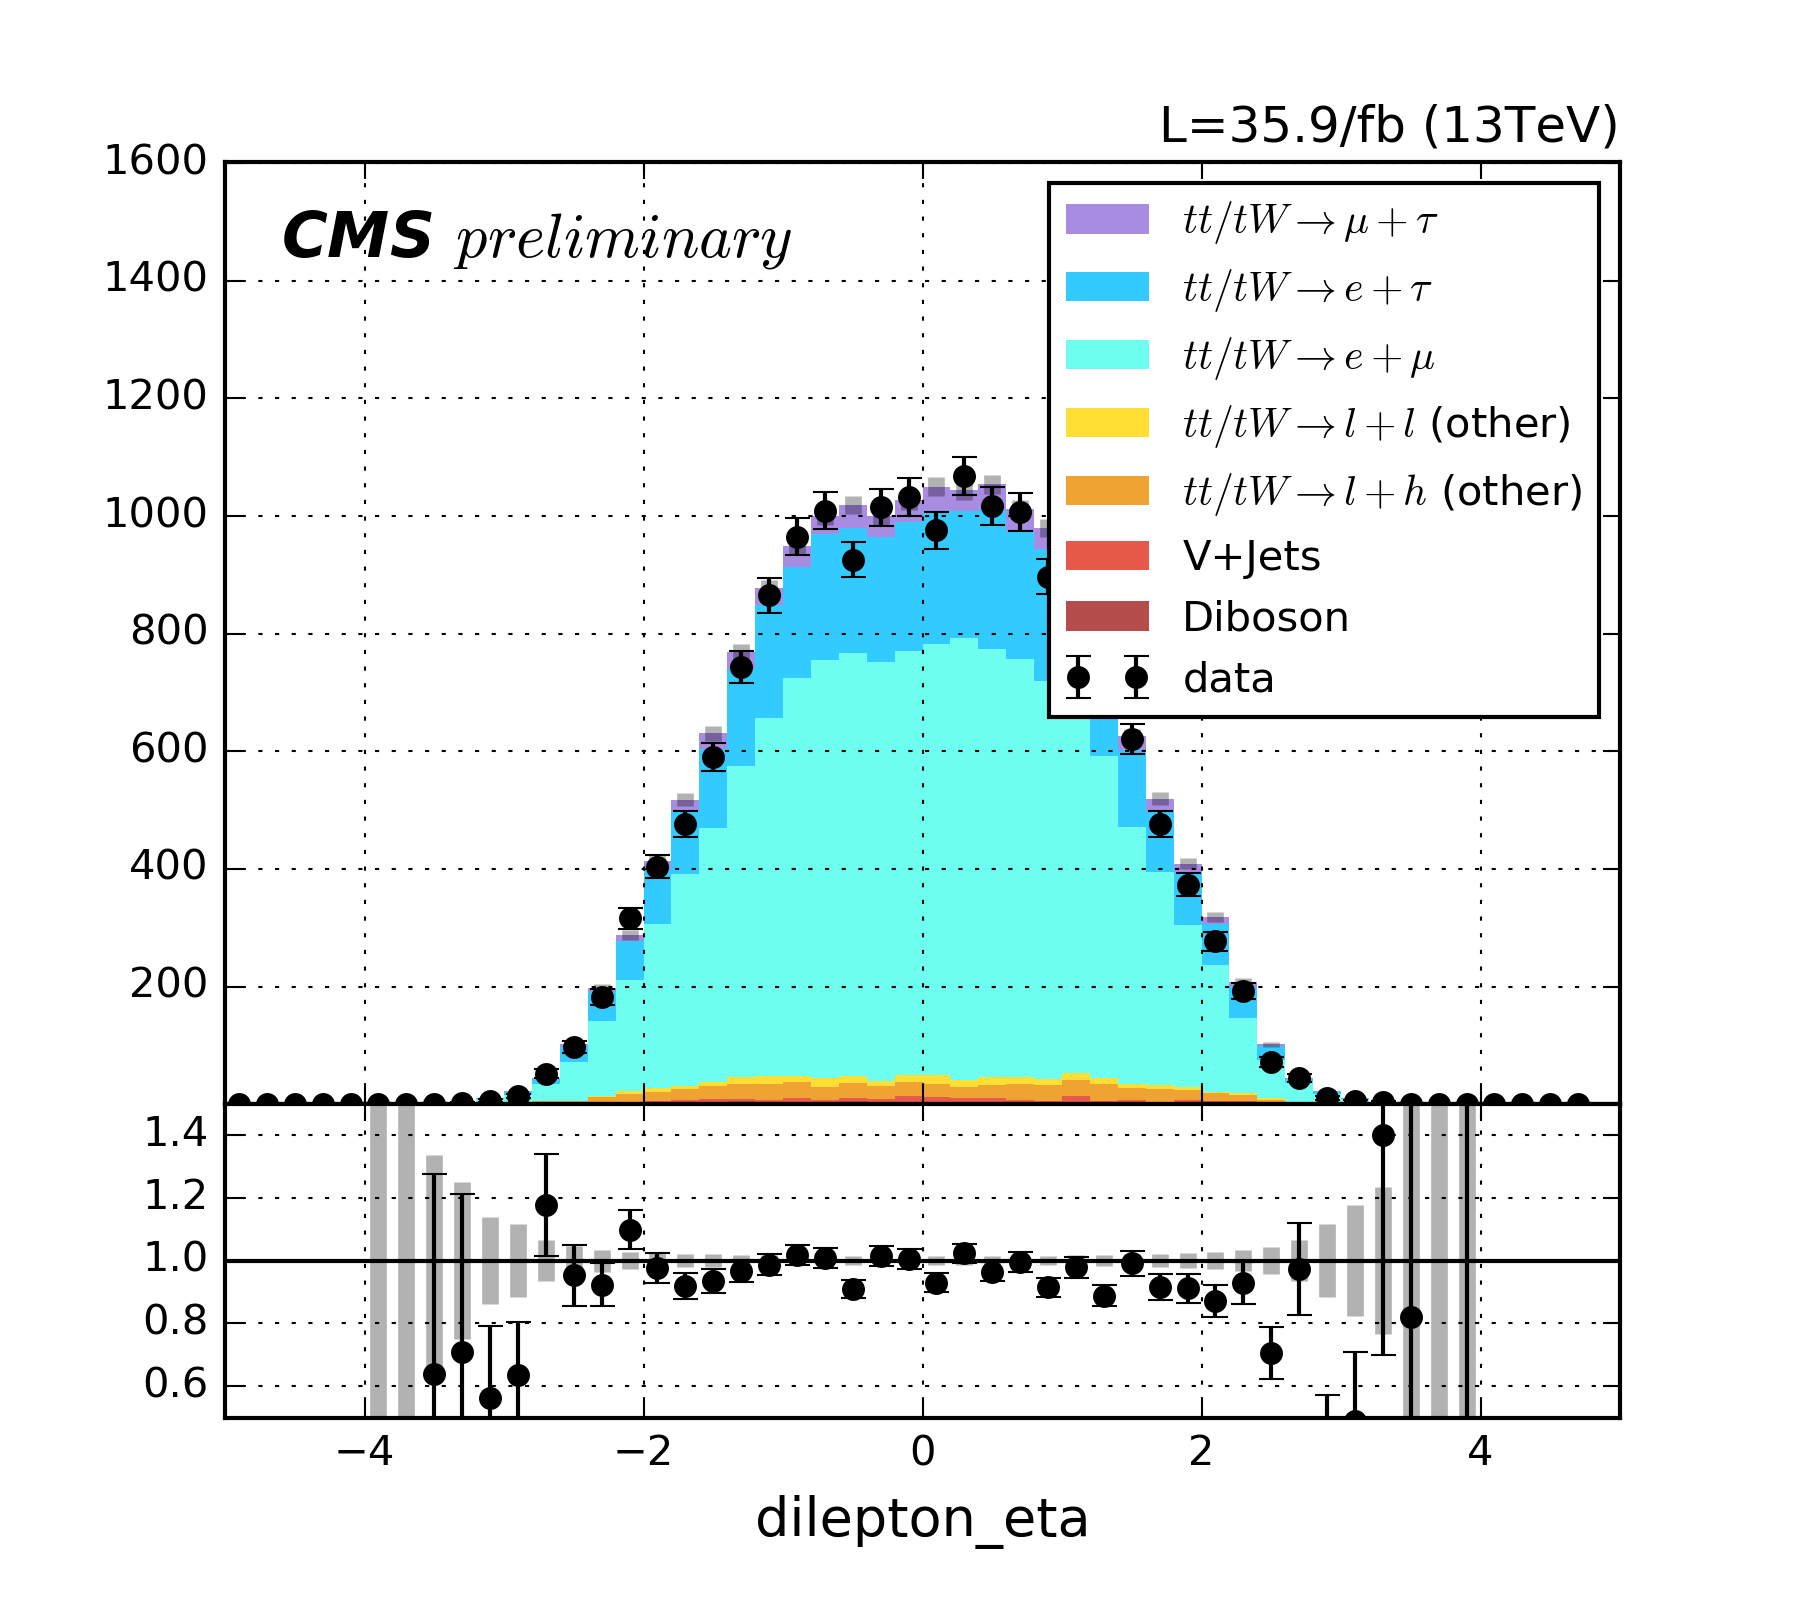 L=35.9/fb (13TeV)
CMS preliminary
1600
1400
1200
1000
800
600
400
200
tt/tW→μ+τ
tt/tW→e+τ
tt/tW→e+μ
tt/tW→l+l (other)
tt/tW→l+h (other)
V+Jets
Diboson
data
1.4
1.2
1.0
0.8
0.6
−4 −2 0 2 4
dilepton_eta